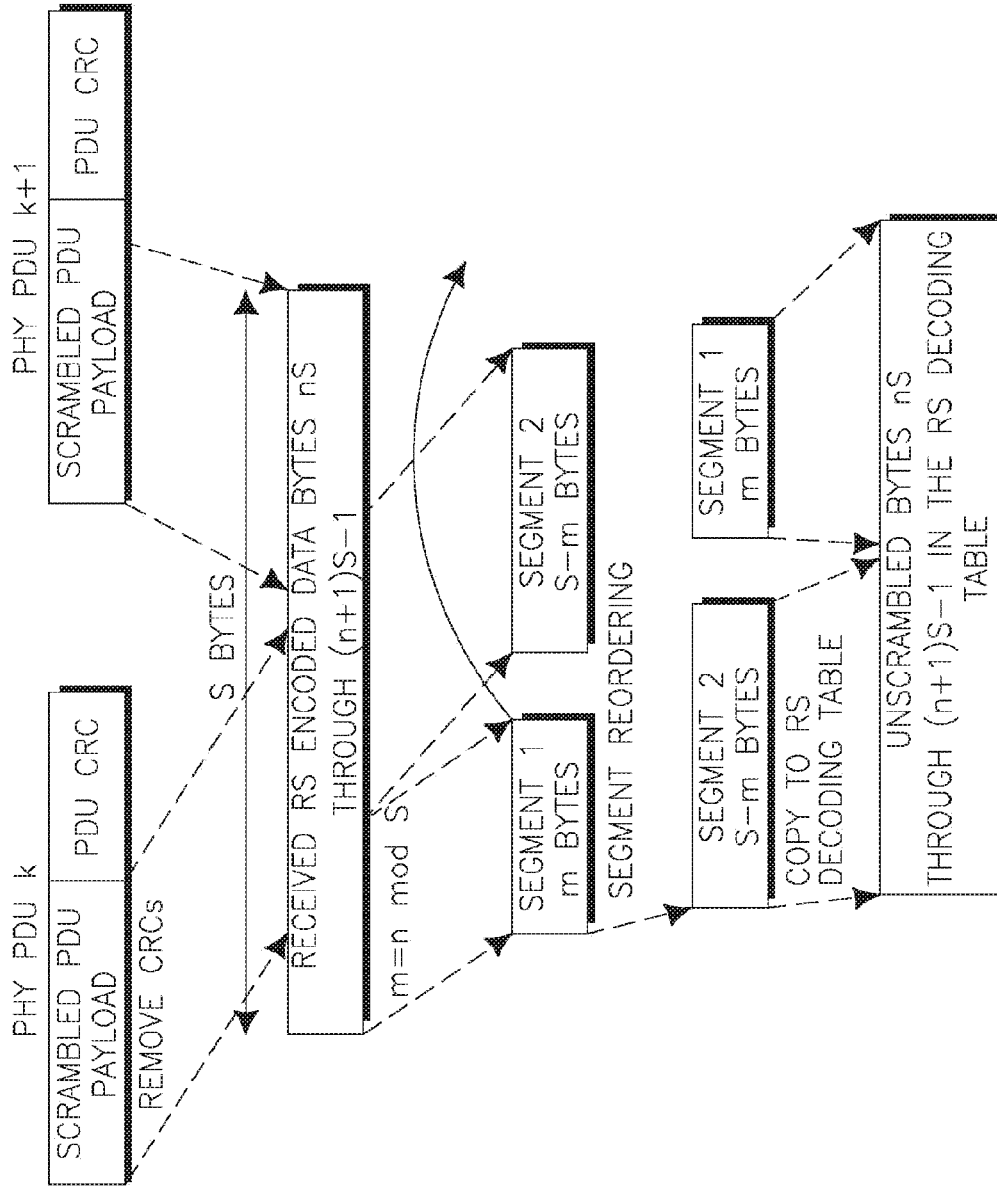 PHY PDU k
SCRAMBLED PDU
PAYLOAD
PDU CRC
PHY PDU k+1
SCRAMBLED PDU
PAYLOAD
PDU CRC
REMOVE CRCs
S BYTES
RECEIVED RS ENCODED DATA BYTES nS
THROUGH (n+1)S-1
m=n mod S
SEGMENT 1
m BYTES
SEGMENT 2
S-m BYTES
SEGMENT REORDERING
SEGMENT 2
S-m BYTES
SEGMENT 1
m BYTES
COPY TO RS
DECODING TABLE
UNSCRAMBLED BYTES nS
THROUGH (n+1)S-1 IN THE RS DECODING
TABLE